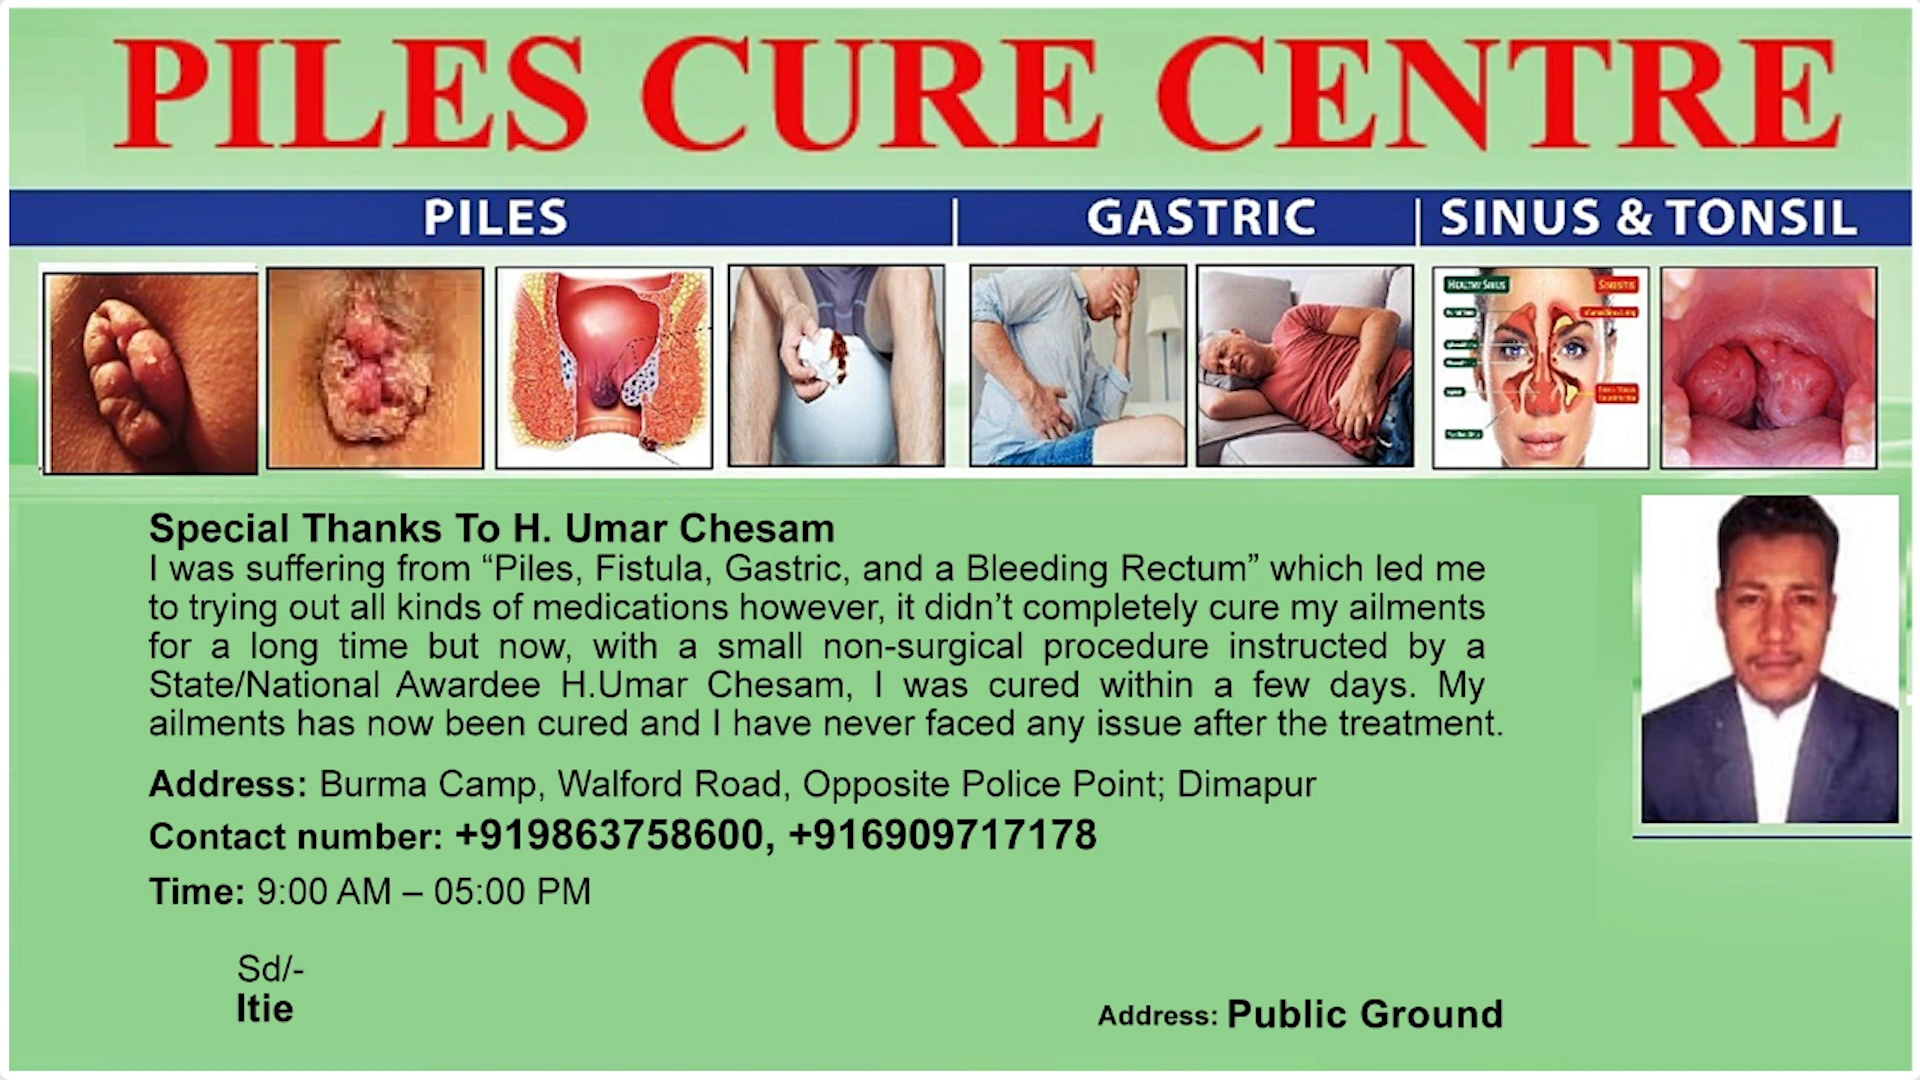 PILES CURE CENTRE
PILES | GASTRIC | SINUS & TONSIL
HEALTHY SINUS
SINUSITIS
Special Thanks To H. Umar Chesam
I was suffering from “Piles, Fistula, Gastric, and a Bleeding Rectum” which led me
to trying out all kinds of medications however, it didn’t completely cure my ailments
for a long time but now, with a small non-surgical procedure instructed by a
State/National Awardee H.Umar Chesam, I was cured within a few days. My
ailments has now been cured and I have never faced any issue after the treatment.
Address: Burma Camp, Walford Road, Opposite Police Point; Dimapur
Contact number: +919863758600, +916909717178
Time: 9:00 AM – 05:00 PM
Sd/-
Itie
Address: Public Ground